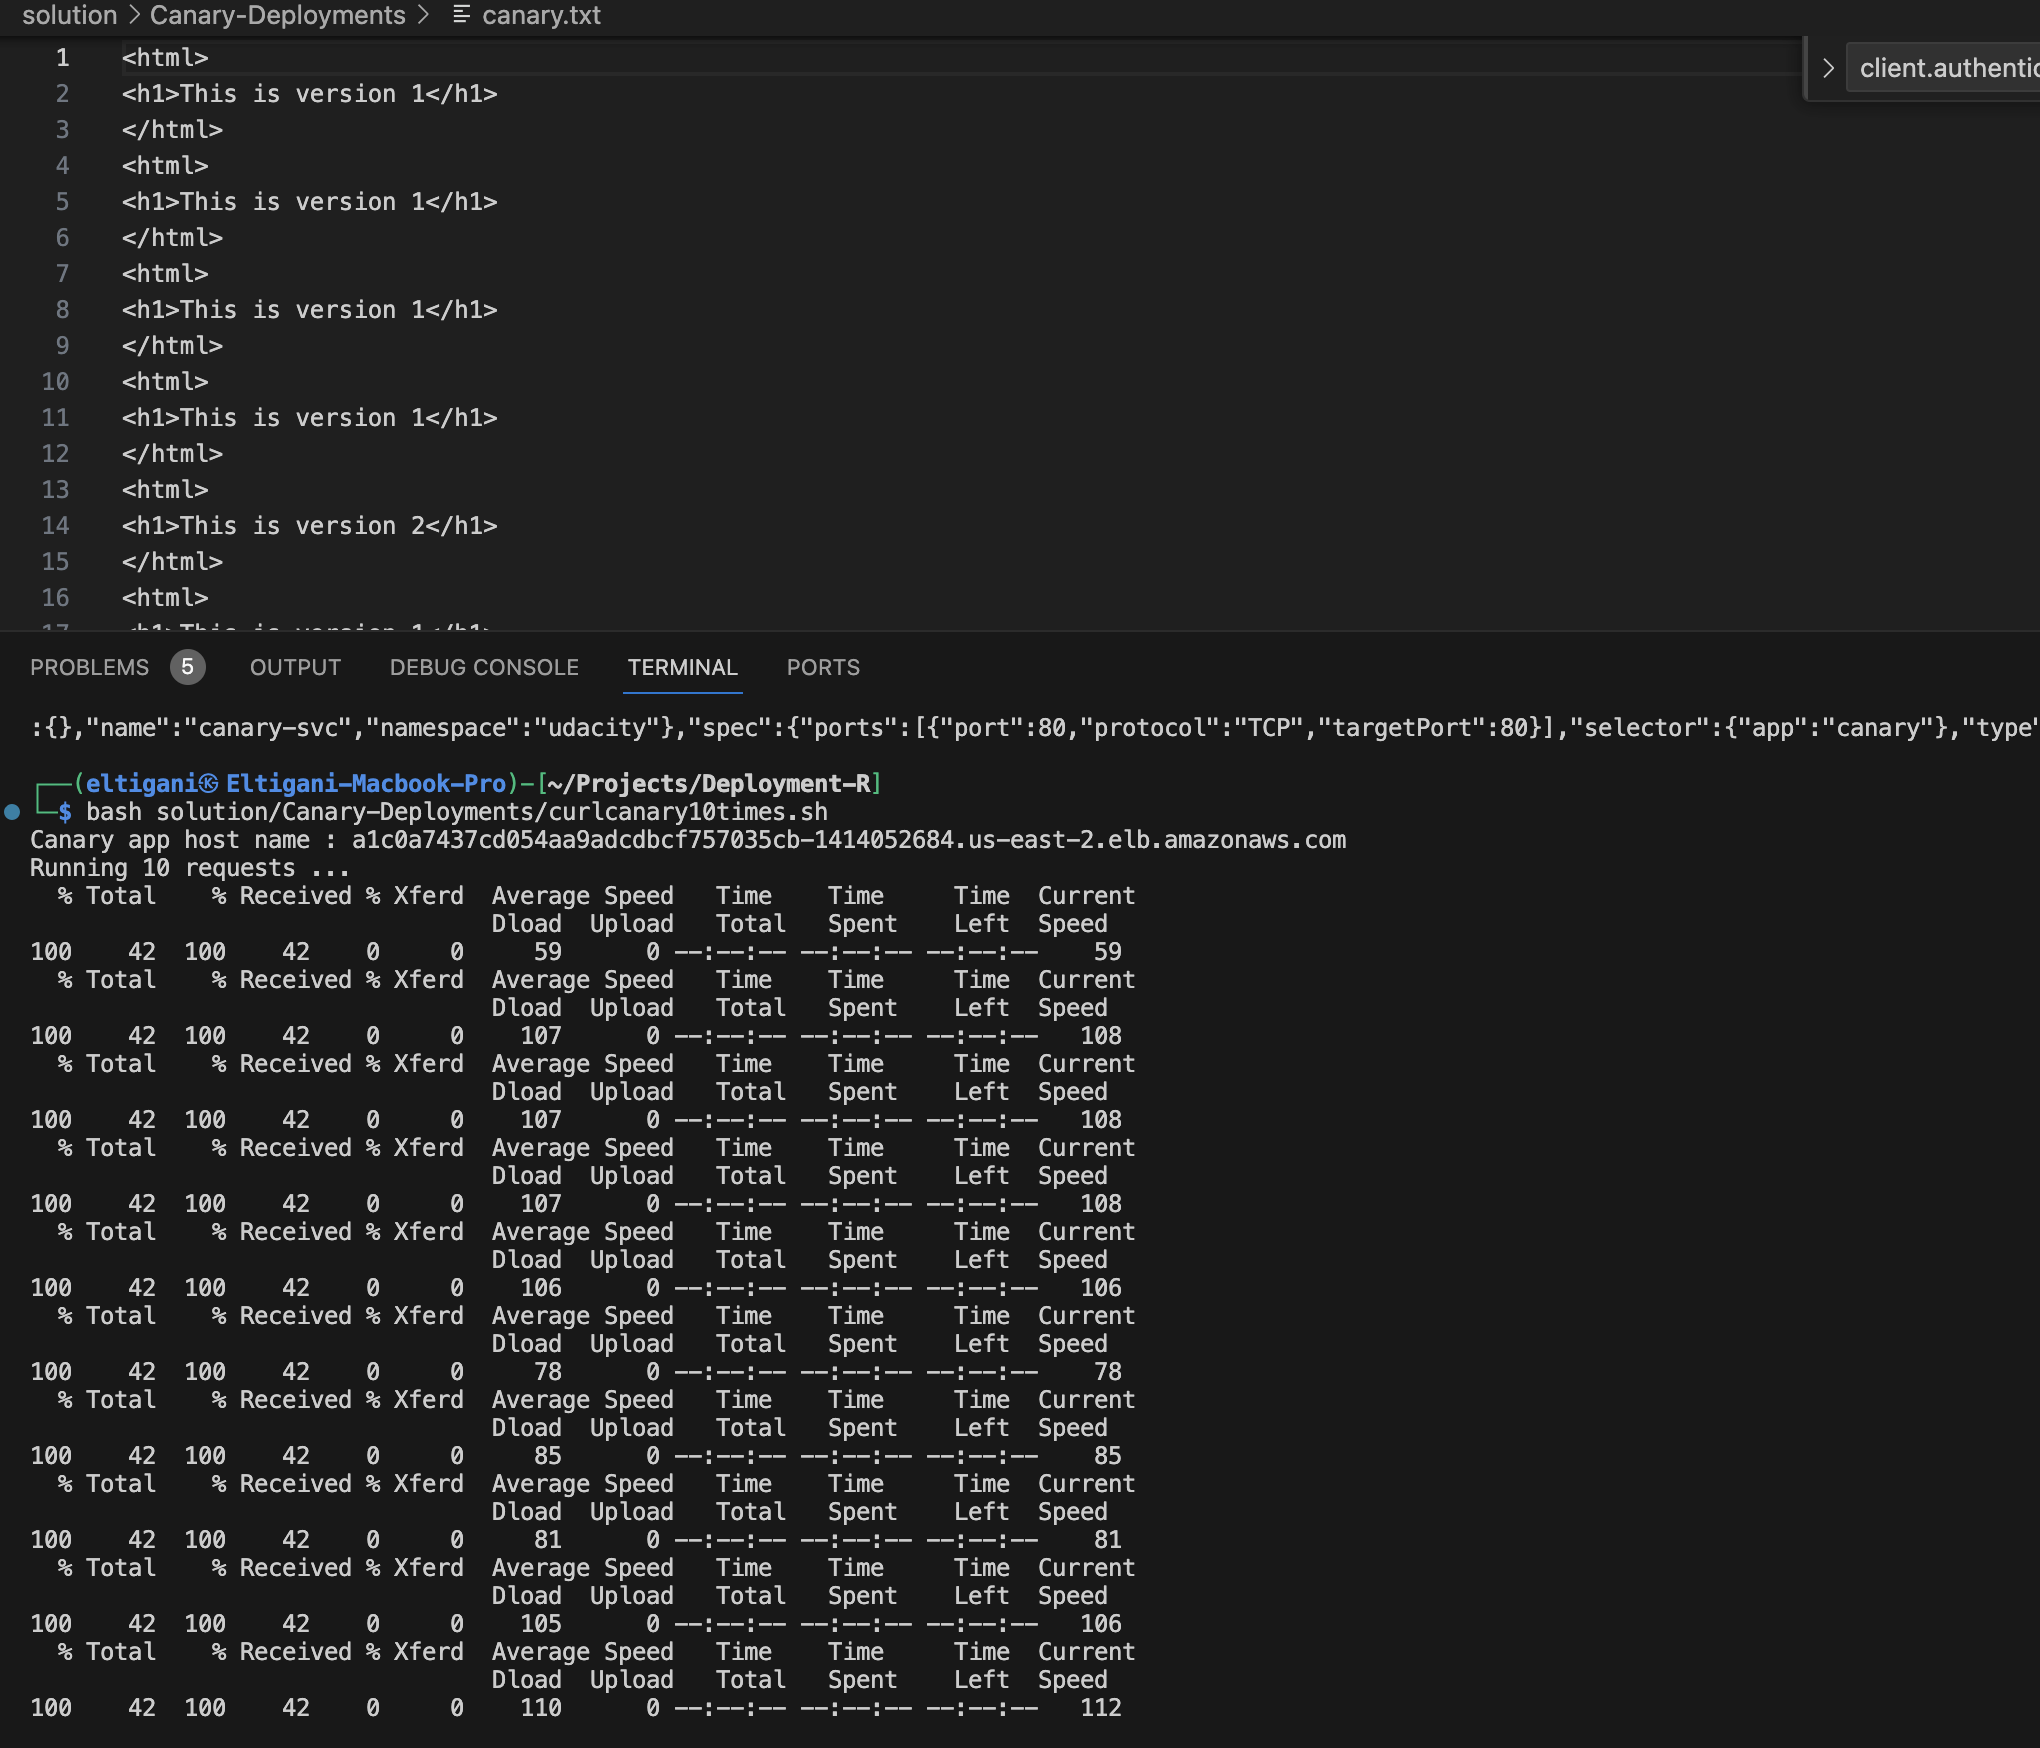 solution > Canary-Deployments > canary.txt
client.authentic
1 <html>
2 <h1>This is version 1</h1>
3 </html>
4 <html>
5 <h1>This is version 1</h1>
6 </html>
7 <html>
8 <h1>This is version 1</h1>
9 </html>
10 <html>
11 <h1>This is version 1</h1>
12 </html>
13 <html>
14 <h1>This is version 2</h1>
15 </html>
16 <html>
17 <h1>This is version 1</h1>
PROBLEMS 5 OUTPUT DEBUG CONSOLE TERMINAL PORTS
:{},"name":"canary-svc","namespace":"udacity"},"spec":{"ports":[{"port":80,"protocol":"TCP","targetPort":80}],"selector":{"app":"canary"},"type"
┌──(eltigani㉿Eltigani-Macbook-Pro)-[~/Projects/Deployment-R]
└─$ bash solution/Canary-Deployments/curlcanary10times.sh
Canary app host name : a1c0a7437cd054aa9adcdbcf757035cb-1414052684.us-east-2.elb.amazonaws.com
Running 10 requests ...
% Total % Received % Xferd Average Speed Time Time Time Current
Dload Upload Total Spent Left Speed
100 42 100 42 0 0 59 0 --:--:-- --:--:-- --:--:-- 59
% Total % Received % Xferd Average Speed Time Time Time Current
Dload Upload Total Spent Left Speed
100 42 100 42 0 0 107 0 --:--:-- --:--:-- --:--:-- 108
% Total % Received % Xferd Average Speed Time Time Time Current
Dload Upload Total Spent Left Speed
100 42 100 42 0 0 107 0 --:--:-- --:--:-- --:--:-- 108
% Total % Received % Xferd Average Speed Time Time Time Current
Dload Upload Total Spent Left Speed
100 42 100 42 0 0 107 0 --:--:-- --:--:-- --:--:-- 108
% Total % Received % Xferd Average Speed Time Time Time Current
Dload Upload Total Spent Left Speed
100 42 100 42 0 0 106 0 --:--:-- --:--:-- --:--:-- 106
% Total % Received % Xferd Average Speed Time Time Time Current
Dload Upload Total Spent Left Speed
100 42 100 42 0 0 78 0 --:--:-- --:--:-- --:--:-- 78
% Total % Received % Xferd Average Speed Time Time Time Current
Dload Upload Total Spent Left Speed
100 42 100 42 0 0 85 0 --:--:-- --:--:-- --:--:-- 85
% Total % Received % Xferd Average Speed Time Time Time Current
Dload Upload Total Spent Left Speed
100 42 100 42 0 0 81 0 --:--:-- --:--:-- --:--:-- 81
% Total % Received % Xferd Average Speed Time Time Time Current
Dload Upload Total Spent Left Speed
100 42 100 42 0 0 105 0 --:--:-- --:--:-- --:--:-- 106
% Total % Received % Xferd Average Speed Time Time Time Current
Dload Upload Total Spent Left Speed
100 42 100 42 0 0 110 0 --:--:-- --:--:-- --:--:-- 112